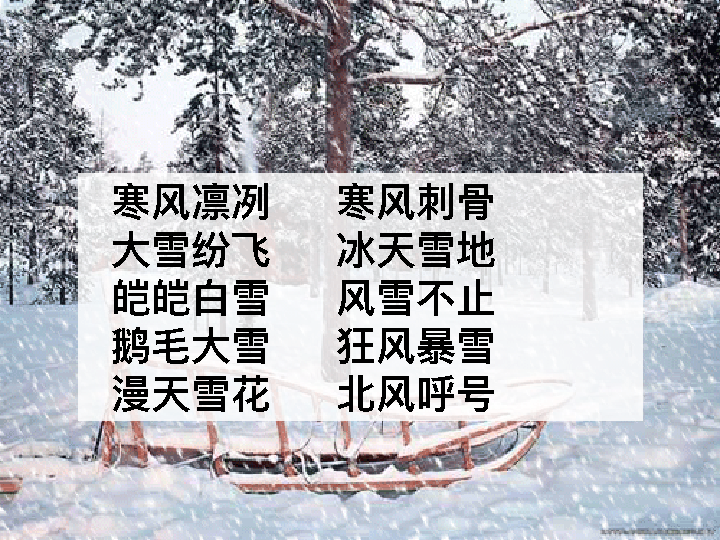 寒风凛冽 寒风刺骨
大雪纷飞 冰天雪地
皑皑白雪 风雪不止
鹅毛大雪 狂风暴雪
漫天雪花 北风呼号